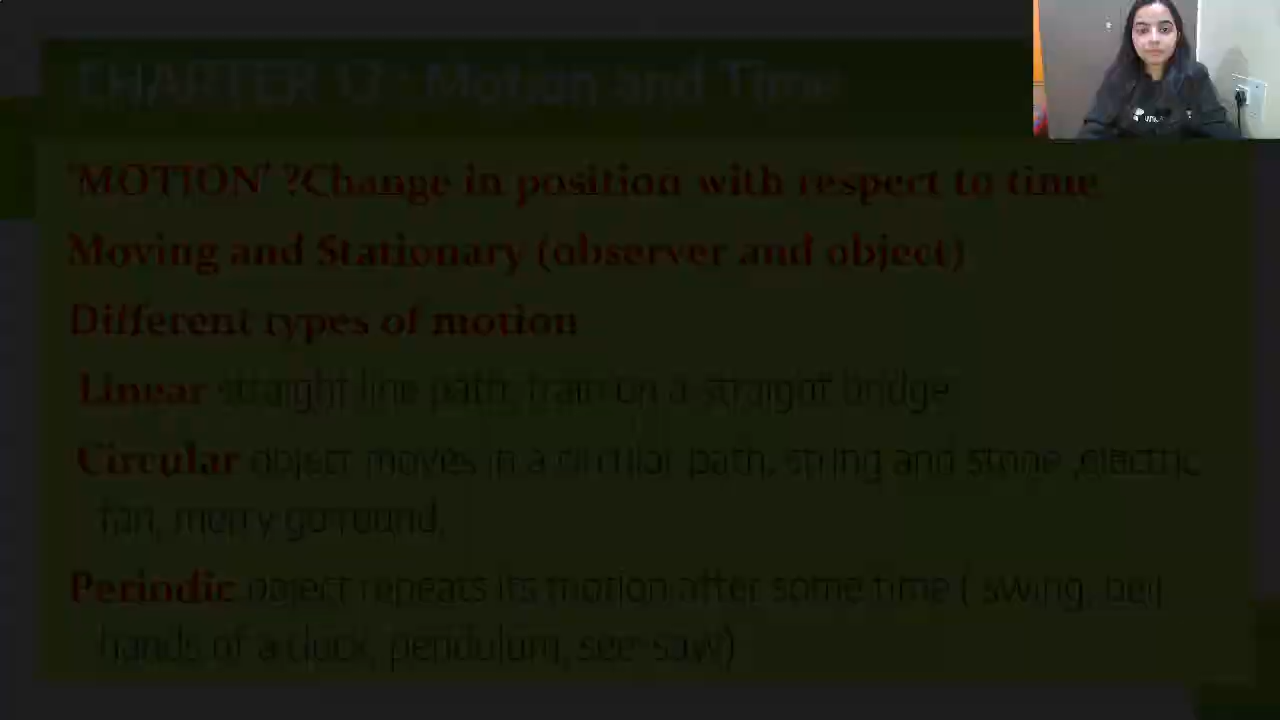 CHAPTER 13 : Motion and Time
'MOTION' ?Change in position with respect to time
Moving and Stationary (observer and object)
Different types of motion
Linear straight line path, train on a straight bridge
Circular object moves in a circular path, string and stone ,electric
fan, merry go round,
Periodic object repeats its motion after some time ( swing, bell
hands of a clock, pendulum, see-saw)